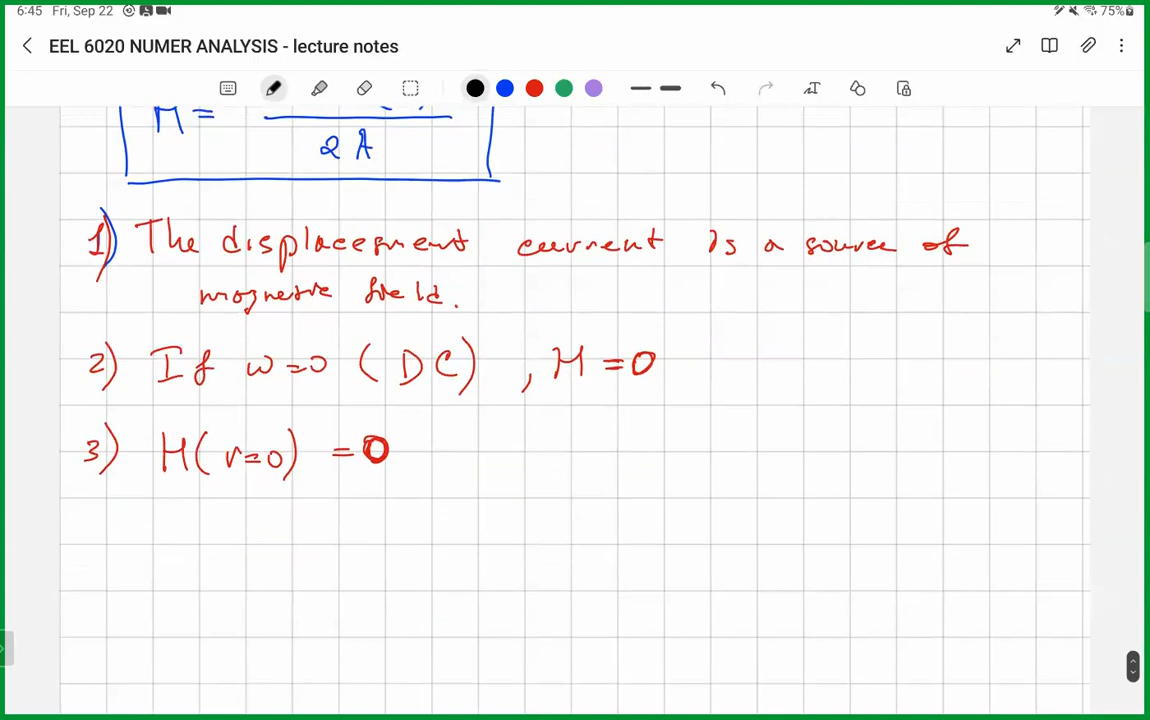 6:45 Fri, Sep 22
75%
EEL 6020 NUMER ANALYSIS - lecture notes
H =
2 A
1) The displacement current is a source of
magnetic field.
2) If ω=0 (DC) , H =0
3) H( r=0) =0